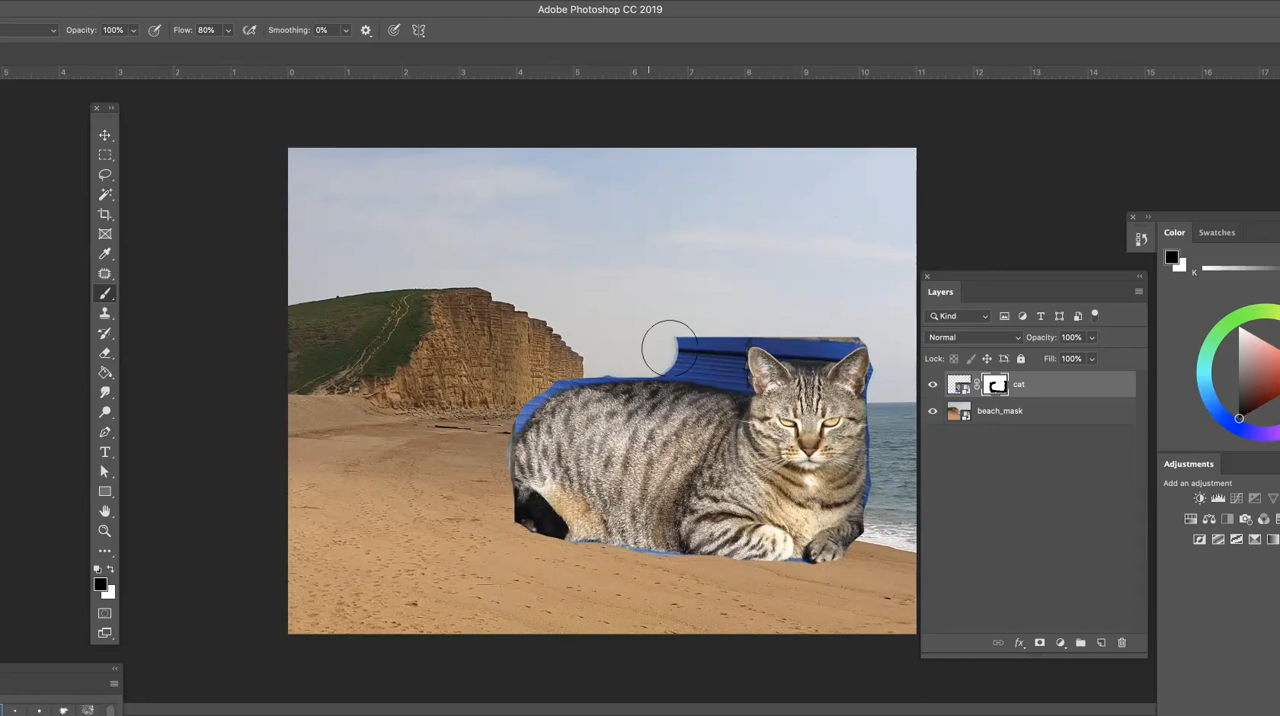 Adobe Photoshop CC 2019
Opacity: 100% Flow: 80% Smoothing: 0%
5 4 3 2 1 0 1 2 3 4 5 6 7 8 9 10 11 12 13 14 15 16 17
Color Swatches
K
Layers
Kind
Normal Opacity: 100%
Lock: Fill: 100%
cat
beach_mask
Adjustments
Add an adjustment
T
T
fx